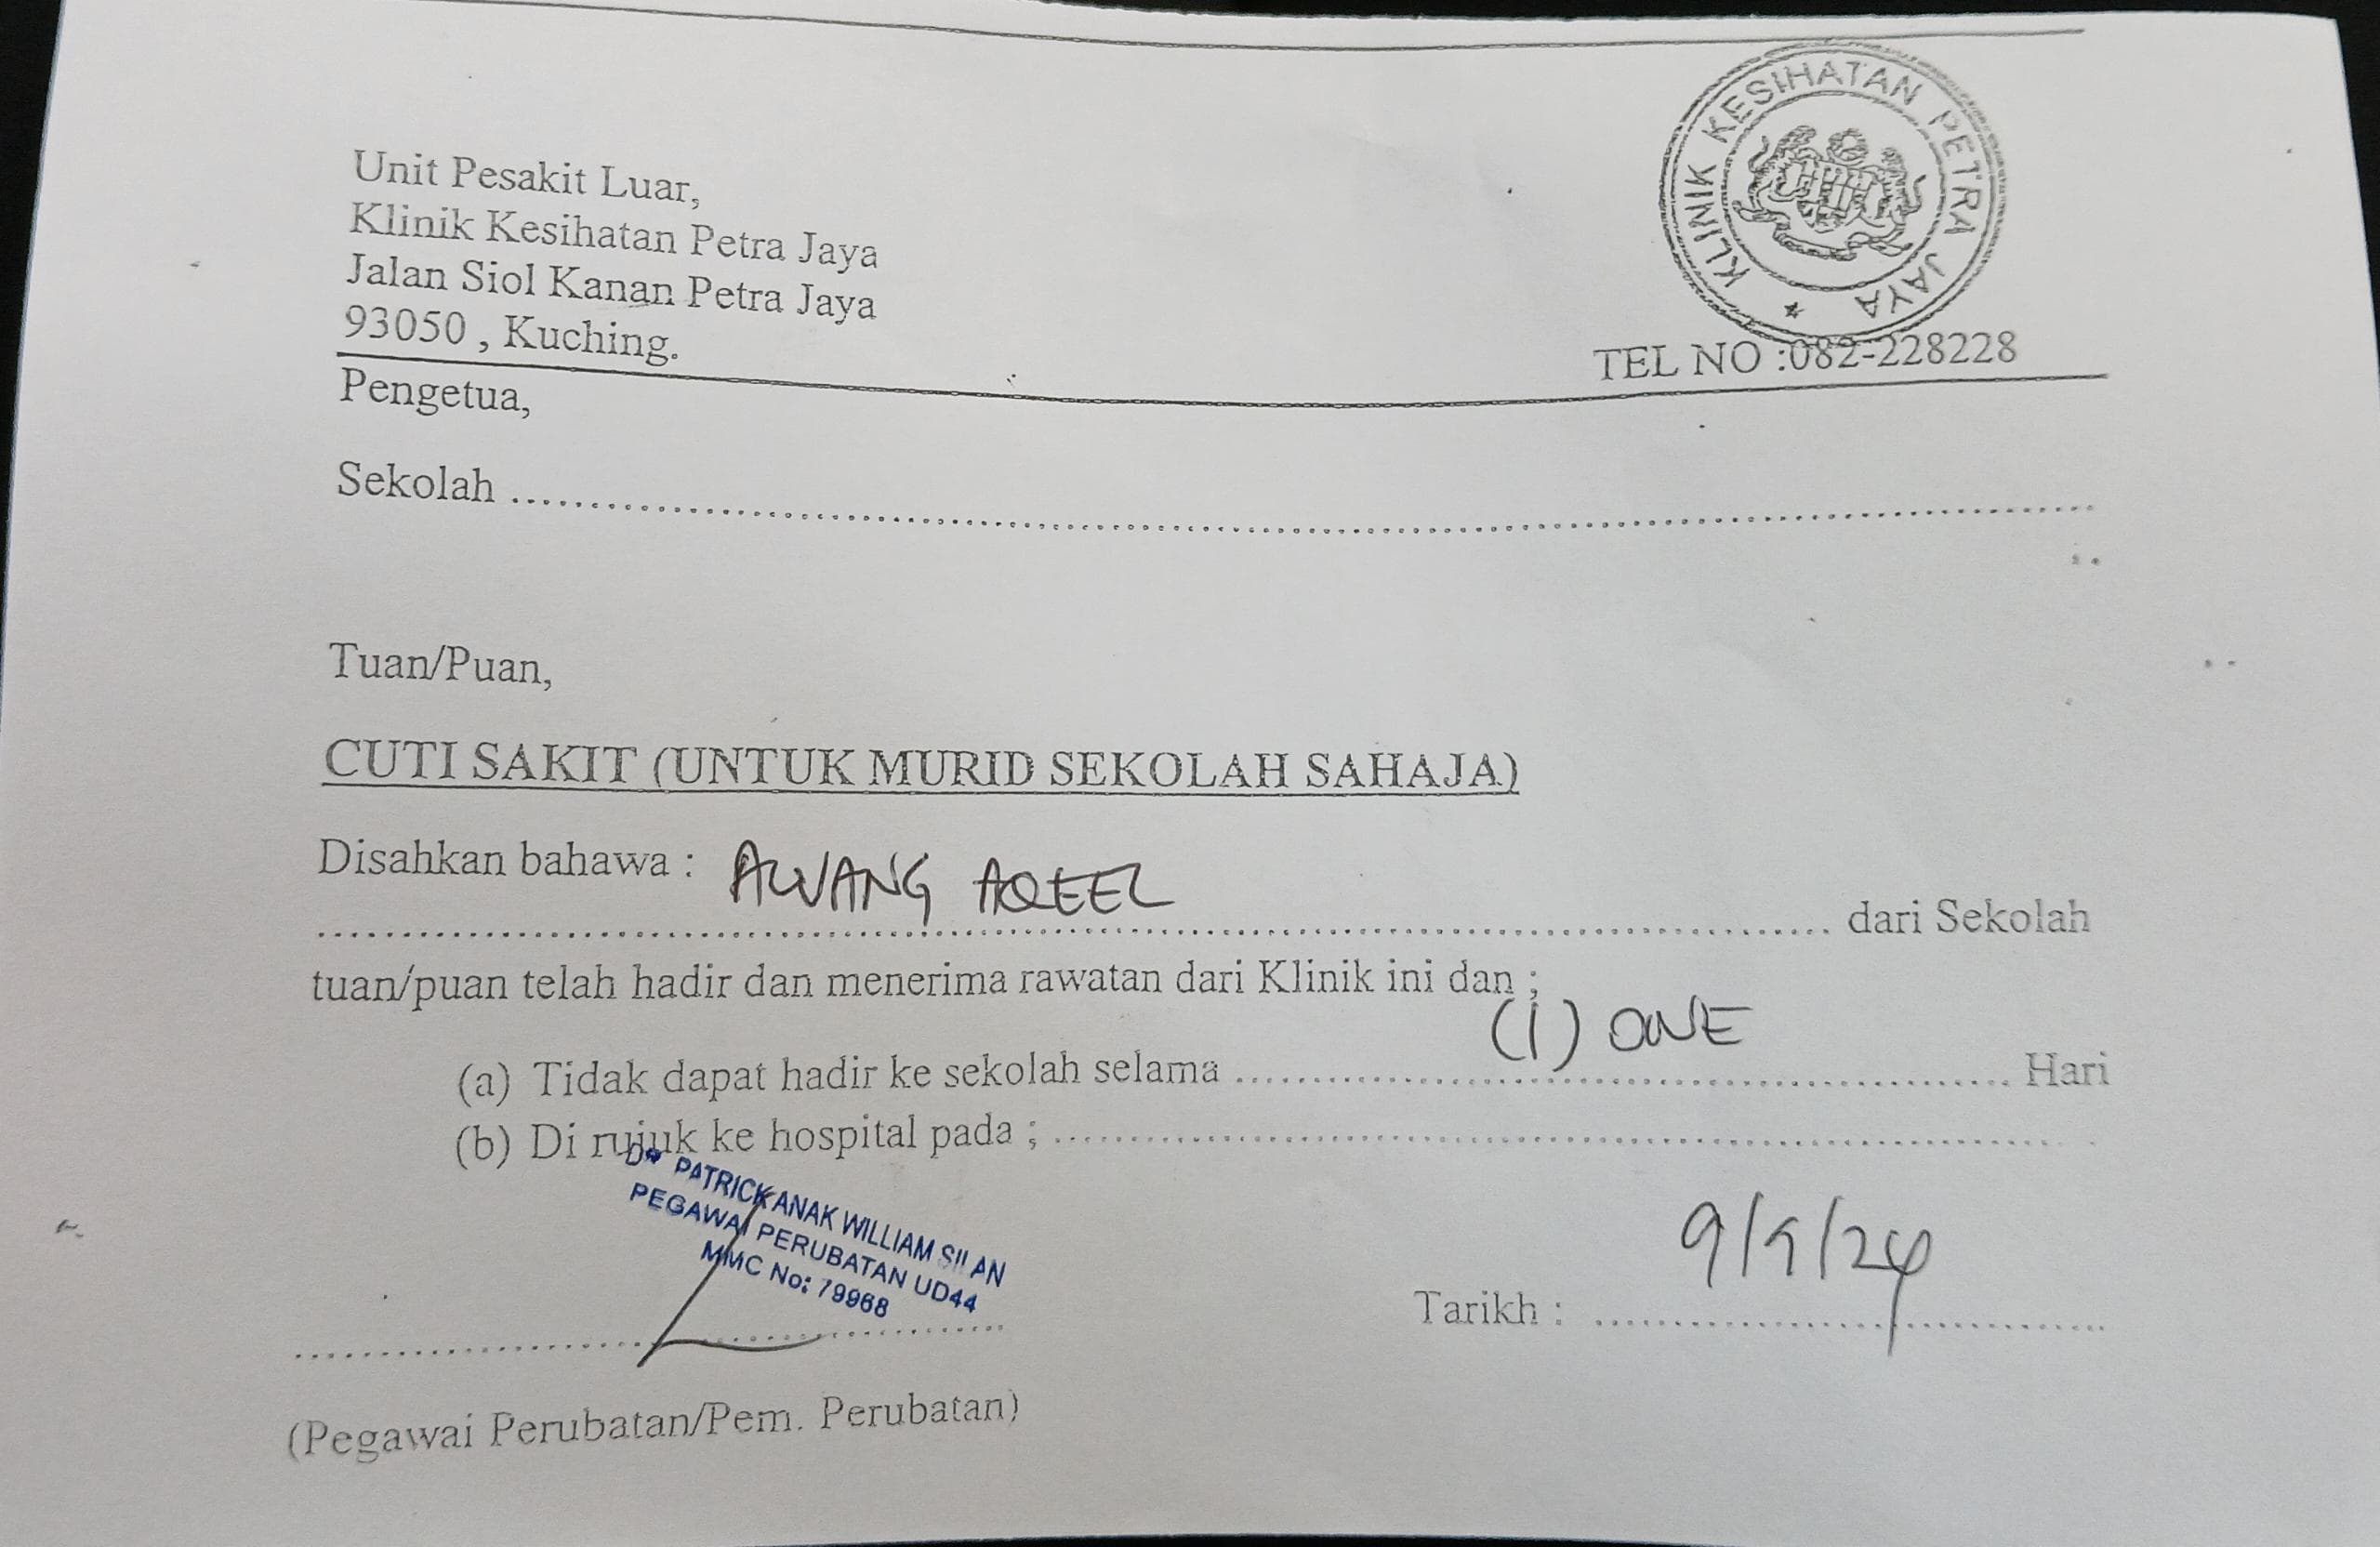 KLINIK KESIHATAN PETRA JAYA
Unit Pesakit Luar,
Klinik Kesihatan Petra Jaya
Jalan Siol Kanan Petra Jaya
93050 , Kuching.
TEL NO :082-228228
Pengetua,
Sekolah ........................................
Tuan/Puan,
CUTI SAKIT (UNTUK MURID SEKOLAH SAHAJA)
Disahkan bahawa : AWANG AQEEL
........................................ dari Sekolah
tuan/puan telah hadir dan menerima rawatan dari Klinik ini dan ;
(a) Tidak dapat hadir ke sekolah selama (1) ONE Hari
(b) Di rujuk ke hospital pada ; ........................................
DR PATRICK ANAK WILLIAM SILAN
PEGAWAI PERUBATAN UD44
MMC No: 79968
Tarikh : 9/9/24
(Pegawai Perubatan/Pem. Perubatan)